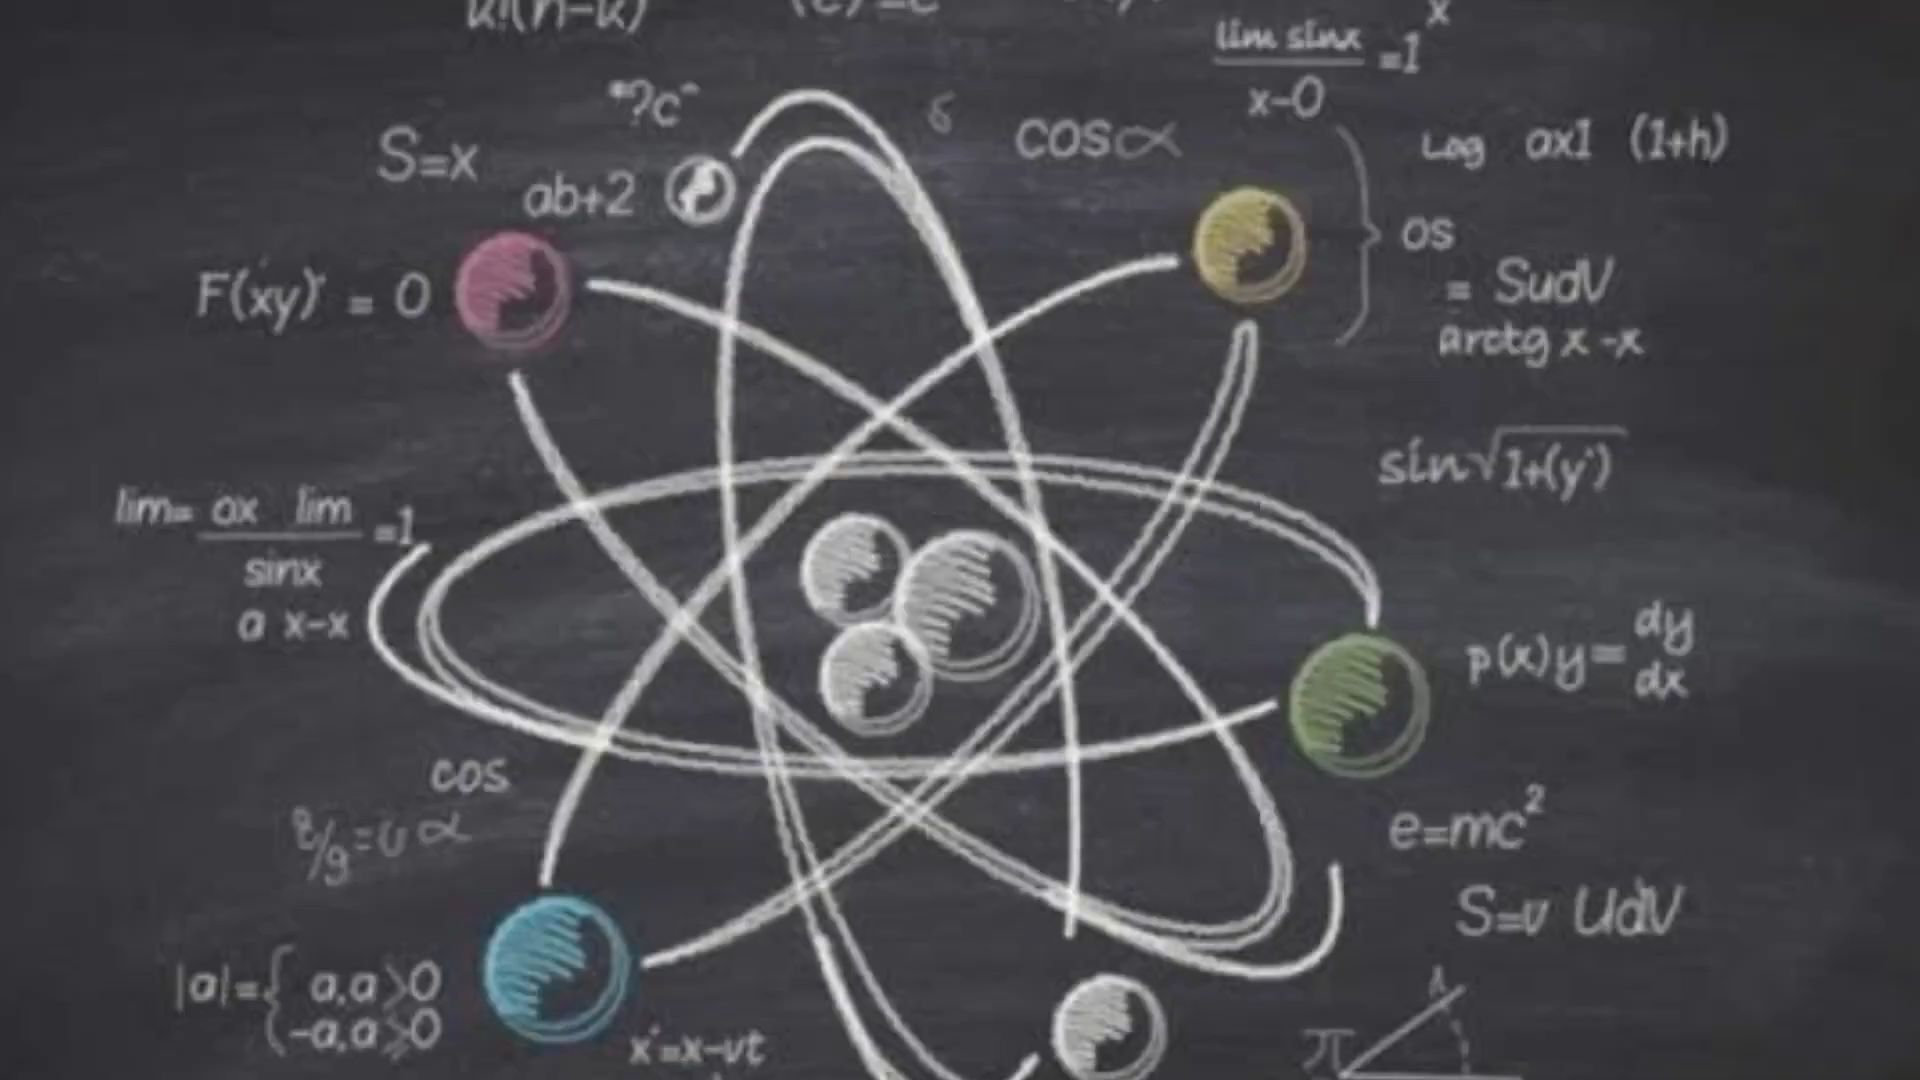 k!(n-k)
lim sinx =1
x-0
x
"?c"
S=x
ab+2
cosα
Log ax1 (1+h)
os
= SudV
arctg x -x
F(xy)' = 0
sin√1+(y')
lim= ax lim =1
sinx
a x-x
p(x)y= dy
dx
cos
α
e=mc²
S=v UdV
|a|={ a,a>0
(-a,a⩾0
x'=x-vt
π